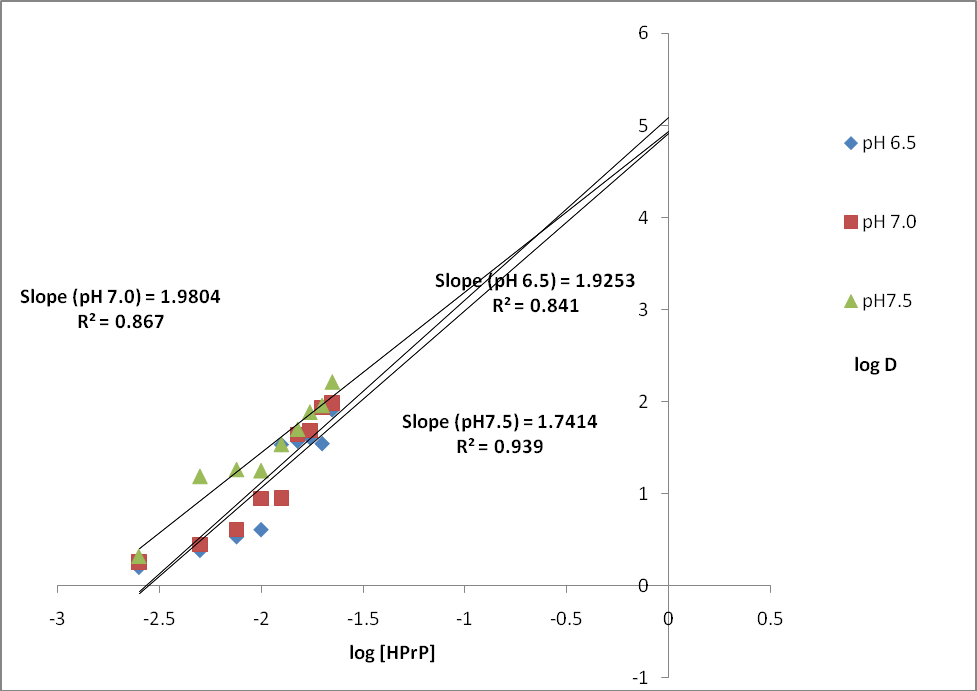 6
5
pH 6.5
4
pH 7.0
Slope (pH 6.5) = 1.9253
R² = 0.841
Slope (pH 7.0) = 1.9804
R² = 0.867
3
pH7.5
log D
2
Slope (pH7.5) = 1.7414
R² = 0.939
1
0
-3 -2.5 -2 -1.5 -1 -0.5 0 0.5
log [HPrP]
-1